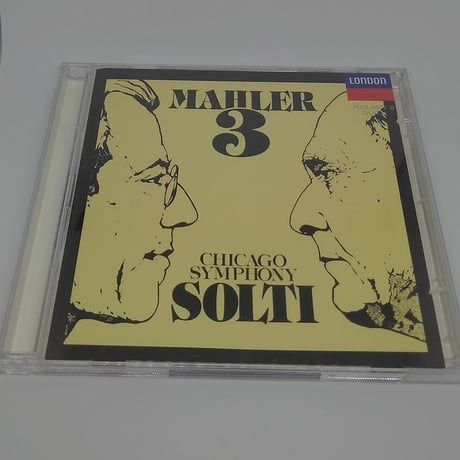 LONDON
MAHLER
3
CHICAGO
SYMPHONY
SOLTI